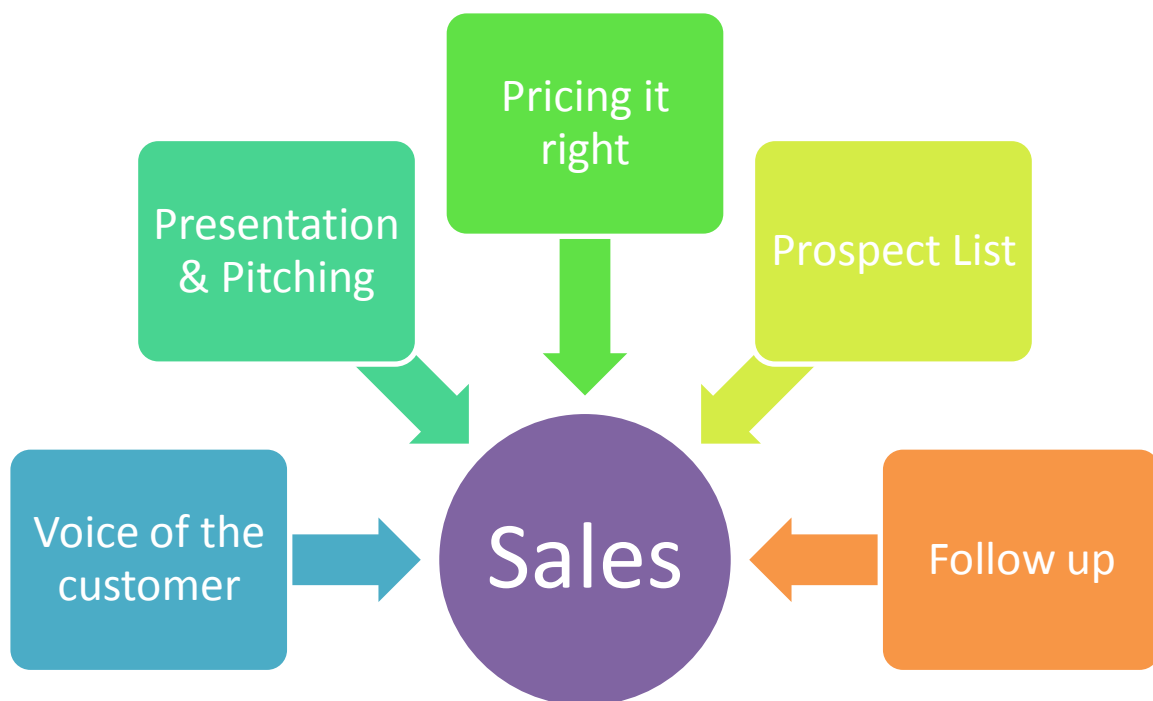 Pricing it
right
Presentation
& Pitching
Prospect List
Voice of the
customer
Sales
Follow up